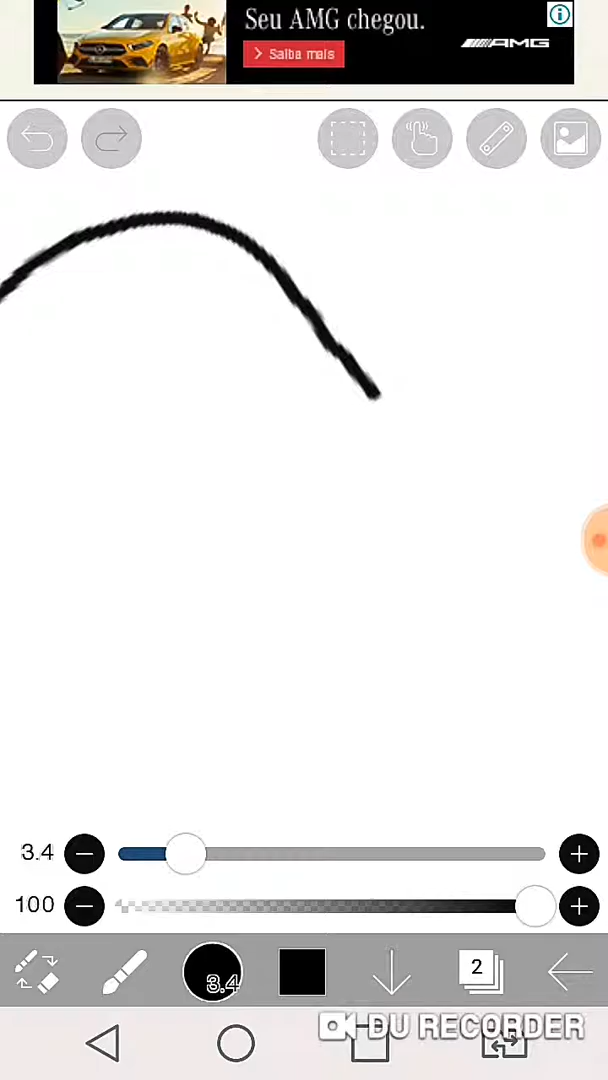 Seu AMG chegou.
> Saiba mais
AMG
3.4
100
3.4
2
DU RECORDER